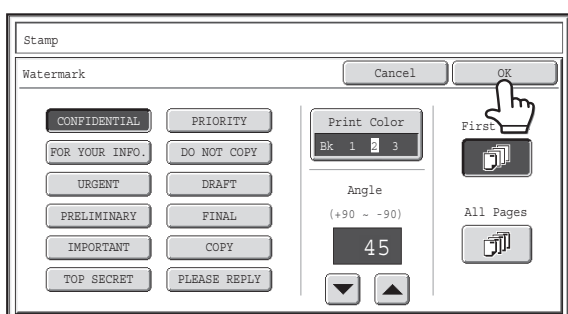 Stamp
Watermark
Cancel
OK
CONFIDENTIAL
PRIORITY
FOR YOUR INFO.
DO NOT COPY
URGENT
DRAFT
PRELIMINARY
FINAL
IMPORTANT
COPY
TOP SECRET
PLEASE REPLY
Print Color
Bk 1 2 3
Angle
(+90 ~ -90)
45
First
All Pages